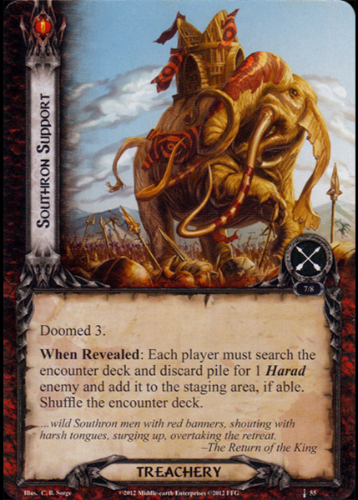 Southron Support
7/8
Doomed 3.
When Revealed: Each player must search the
encounter deck and discard pile for 1 Harad
enemy and add it to the staging area, if able.
Shuffle the encounter deck.
...wild Southron men with red banners, shouting with
harsh tongues, surging up, overtaking the retreat.
–The Return of the King
TREACHERY
Illus. C. B. Sorge
©2012 Middle-earth Enterprises ©2012 FFG
55